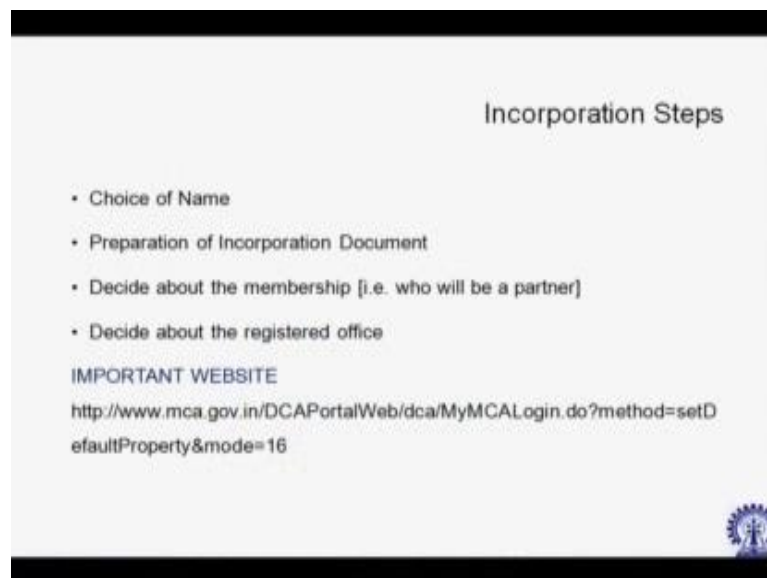 Incorporation Steps
• Choice of Name
• Preparation of Incorporation Document
• Decide about the membership [i.e. who will be a partner]
• Decide about the registered office
IMPORTANT WEBSITE
http://www.mca.gov.in/DCAPortalWeb/dca/MyMCALogin.do?method=setD
efaultProperty&mode=16